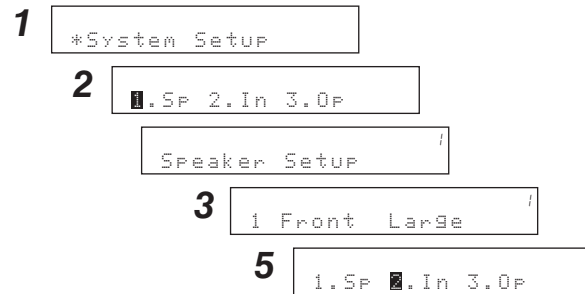 1
*System Setup
2
1.Sp 2.In 3.Op
1
Speaker Setup
3
1
1 Front Large
5
1.Sp 2.In 3.Op